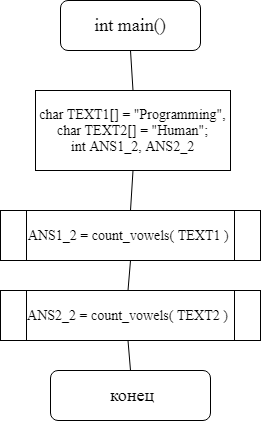 int main()
char TEXT1[] = "Programming",
char TEXT2[] = "Human";
int ANS1_2, ANS2_2
ANS1_2 = count_vowels( TEXT1 )
ANS2_2 = count_vowels( TEXT2 )
конец